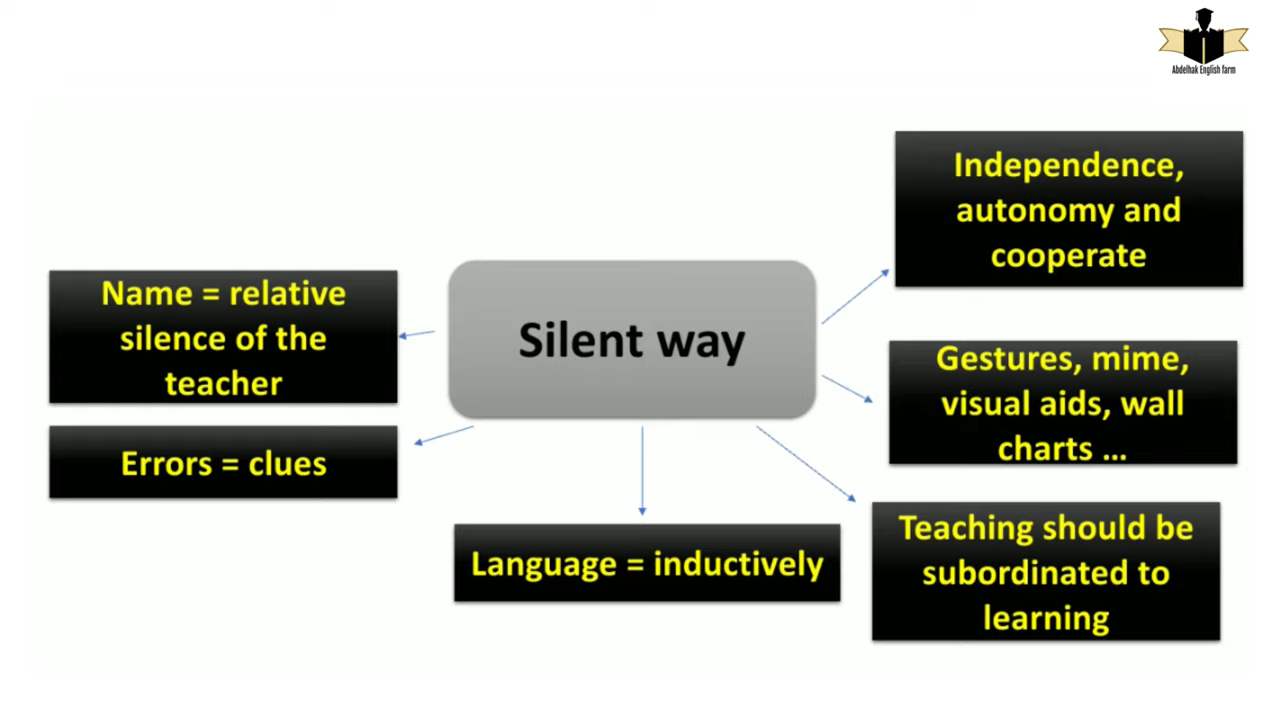 Abdelhak English farm
Independence,
autonomy and
cooperate
Name = relative
silence of the
teacher
Silent way
Gestures, mime,
visual aids, wall
charts ...
Errors = clues
Language = inductively
Teaching should be
subordinated to
learning